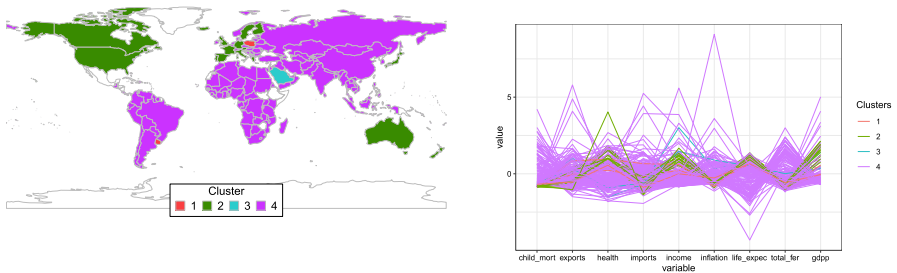 Cluster
1 2 3 4
5
0
value
child_mort exports health imports income inflation life_expec total_fer gdpp
variable
Clusters
1
2
3
4